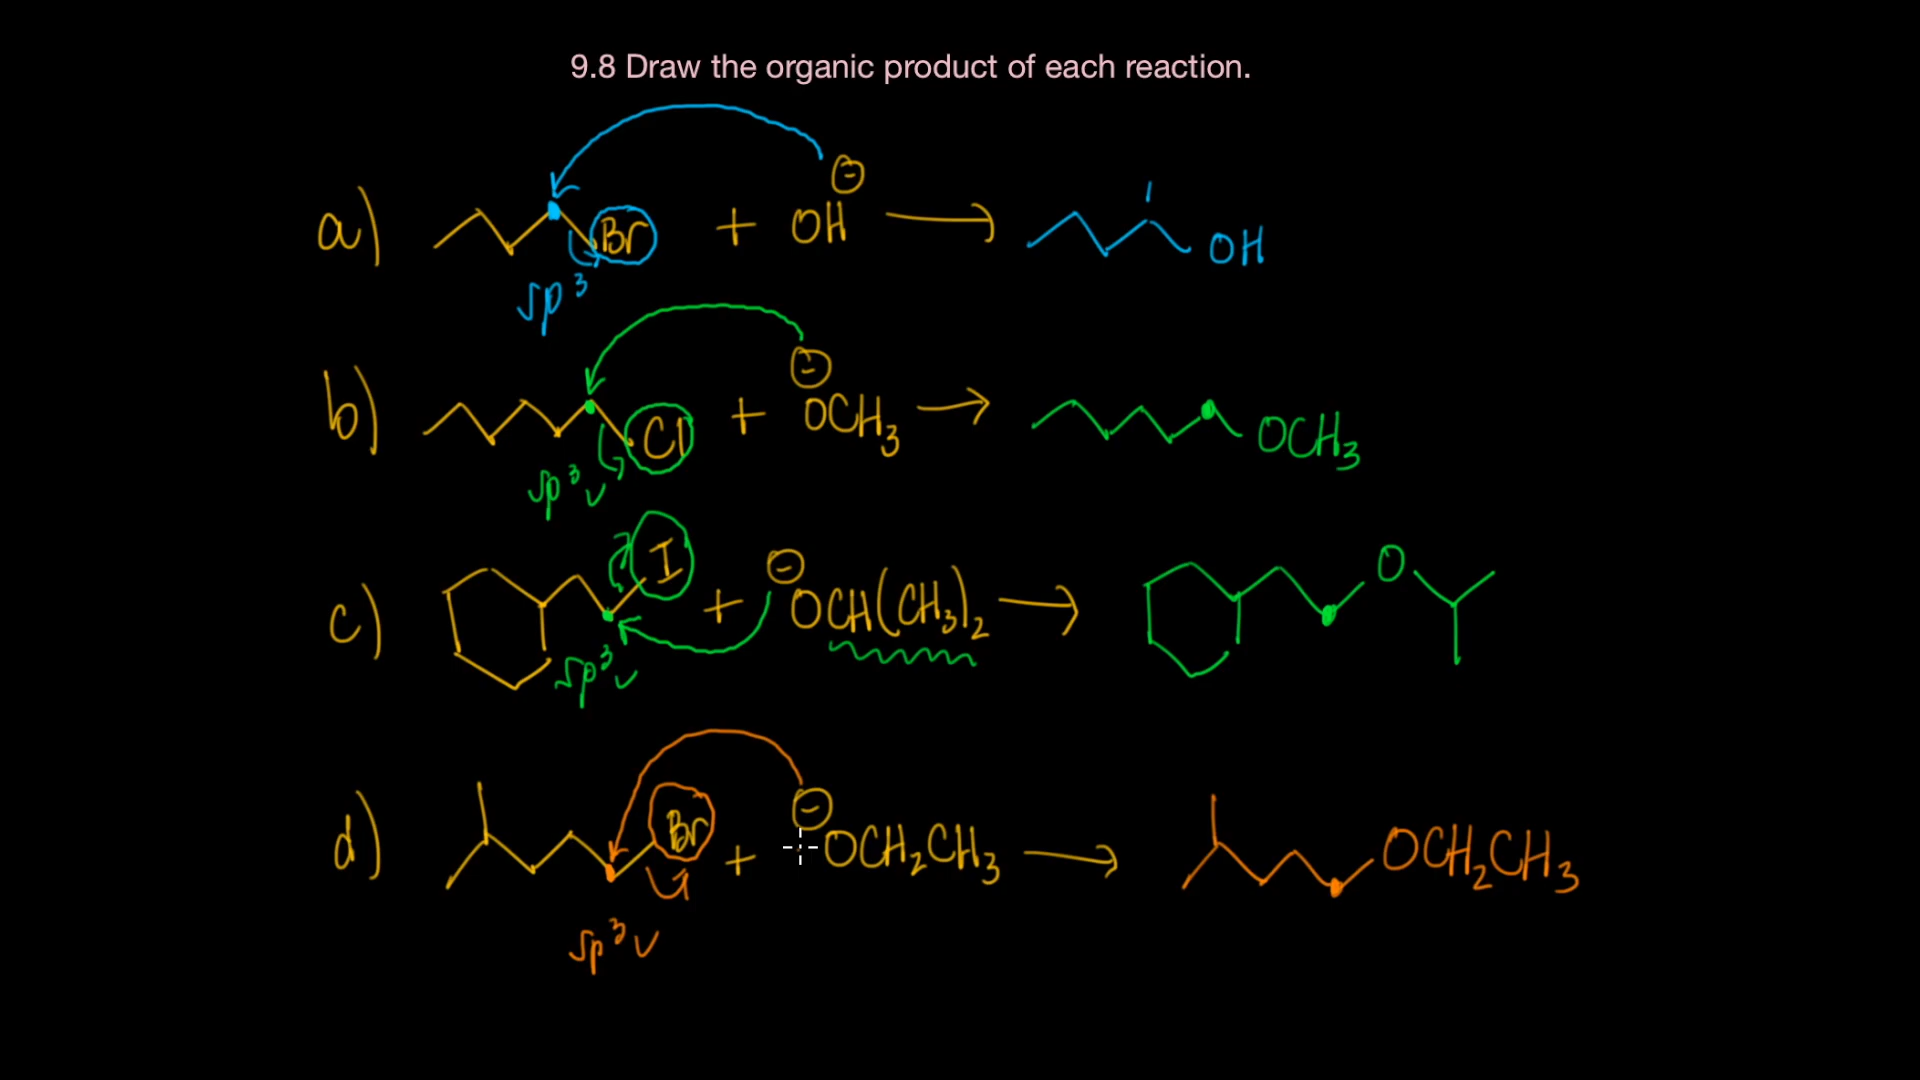 9.8 Draw the organic product of each reaction.
a) Br + OH ⊖ → OH
sp³
b) Cl + ⊖ OCH₃ → OCH₃
sp³ ✓
c) I + ⊖ OCH(CH₃)₂ → O
sp³ ✓
d) Br + ⊖ OCH₂CH₃ → OCH₂CH₃
sp³ ✓